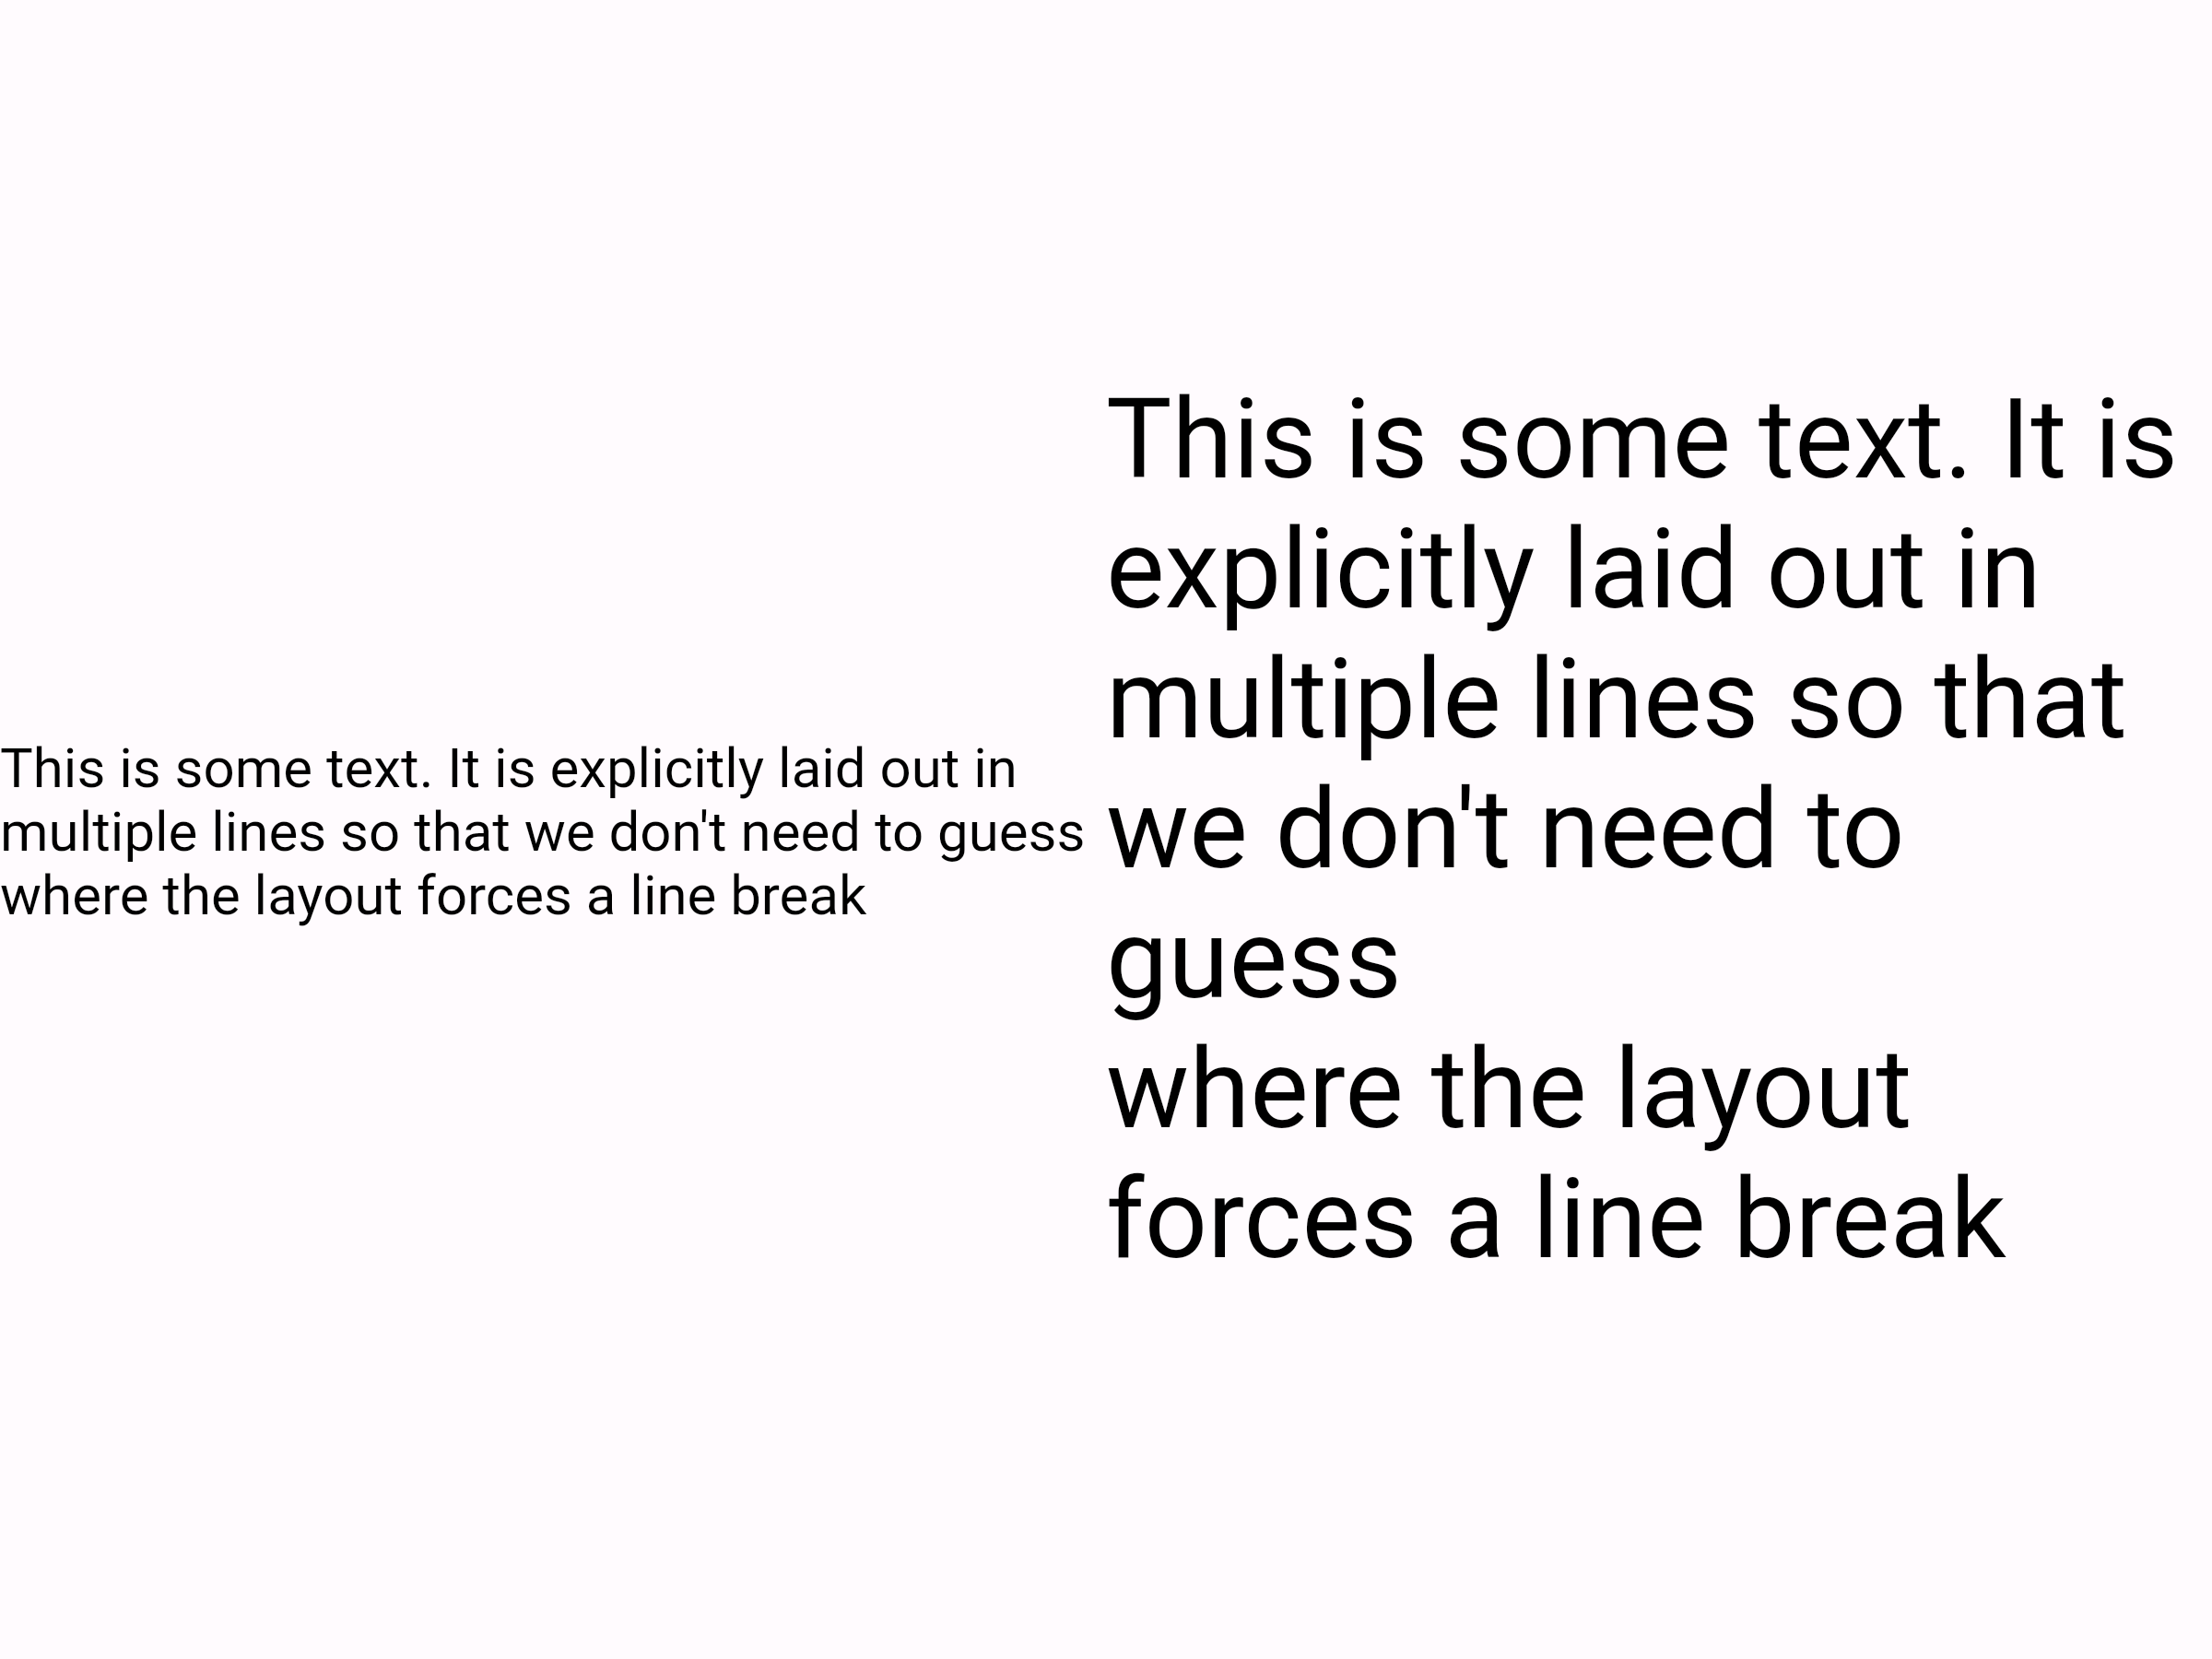 This is some text. It is explicitly laid out in
multiple lines so that we don't need to guess
where the layout forces a line break
This is some text. It is
explicitly laid out in
multiple lines so that
we don't need to
guess
where the layout
forces a line break